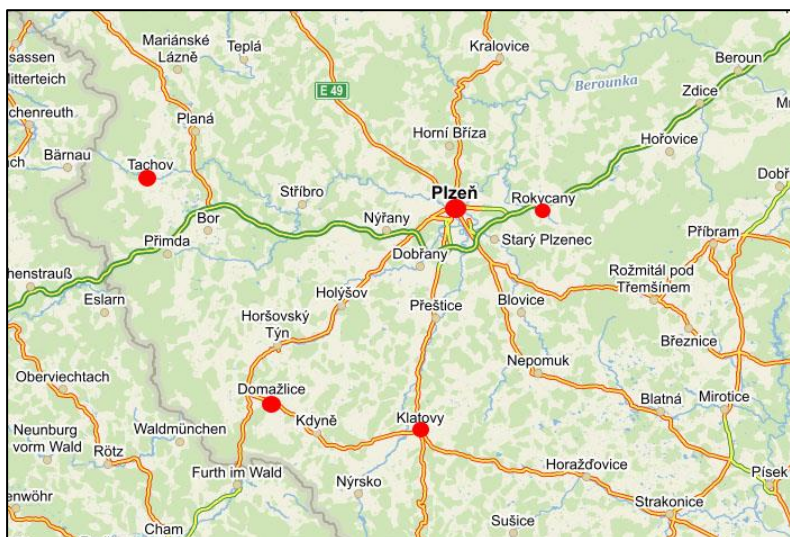 Mariánské
Lázně
Teplá
Kralovice
Beroun
sassen
itterteich
E 49
Berounka
Zdice
chenreuth
Planá
Horní Bříza
Hořovice
Bärnau
Tachov
Stříbro
Plzeň
Rokycany
Bor
Nýřany
Starý Plzenec
Přimda
Dobřany
Příbram
chenstrauß
Eslarn
Holýšov
Přeštice
Blovice
Rožmitál pod
Třemšínem
Horšovský
Týn
Březnice
Nepomuk
Oberviechtach
Domažlice
Blatná
Mirotice
Klatovy
Kdyně
Neunburg
vorm Wald
Rötz
Waldmünchen
Furth im Wald
Nýrsko
Horažďovice
Písek
enwöhr
Cham
Sušice
Strakonice